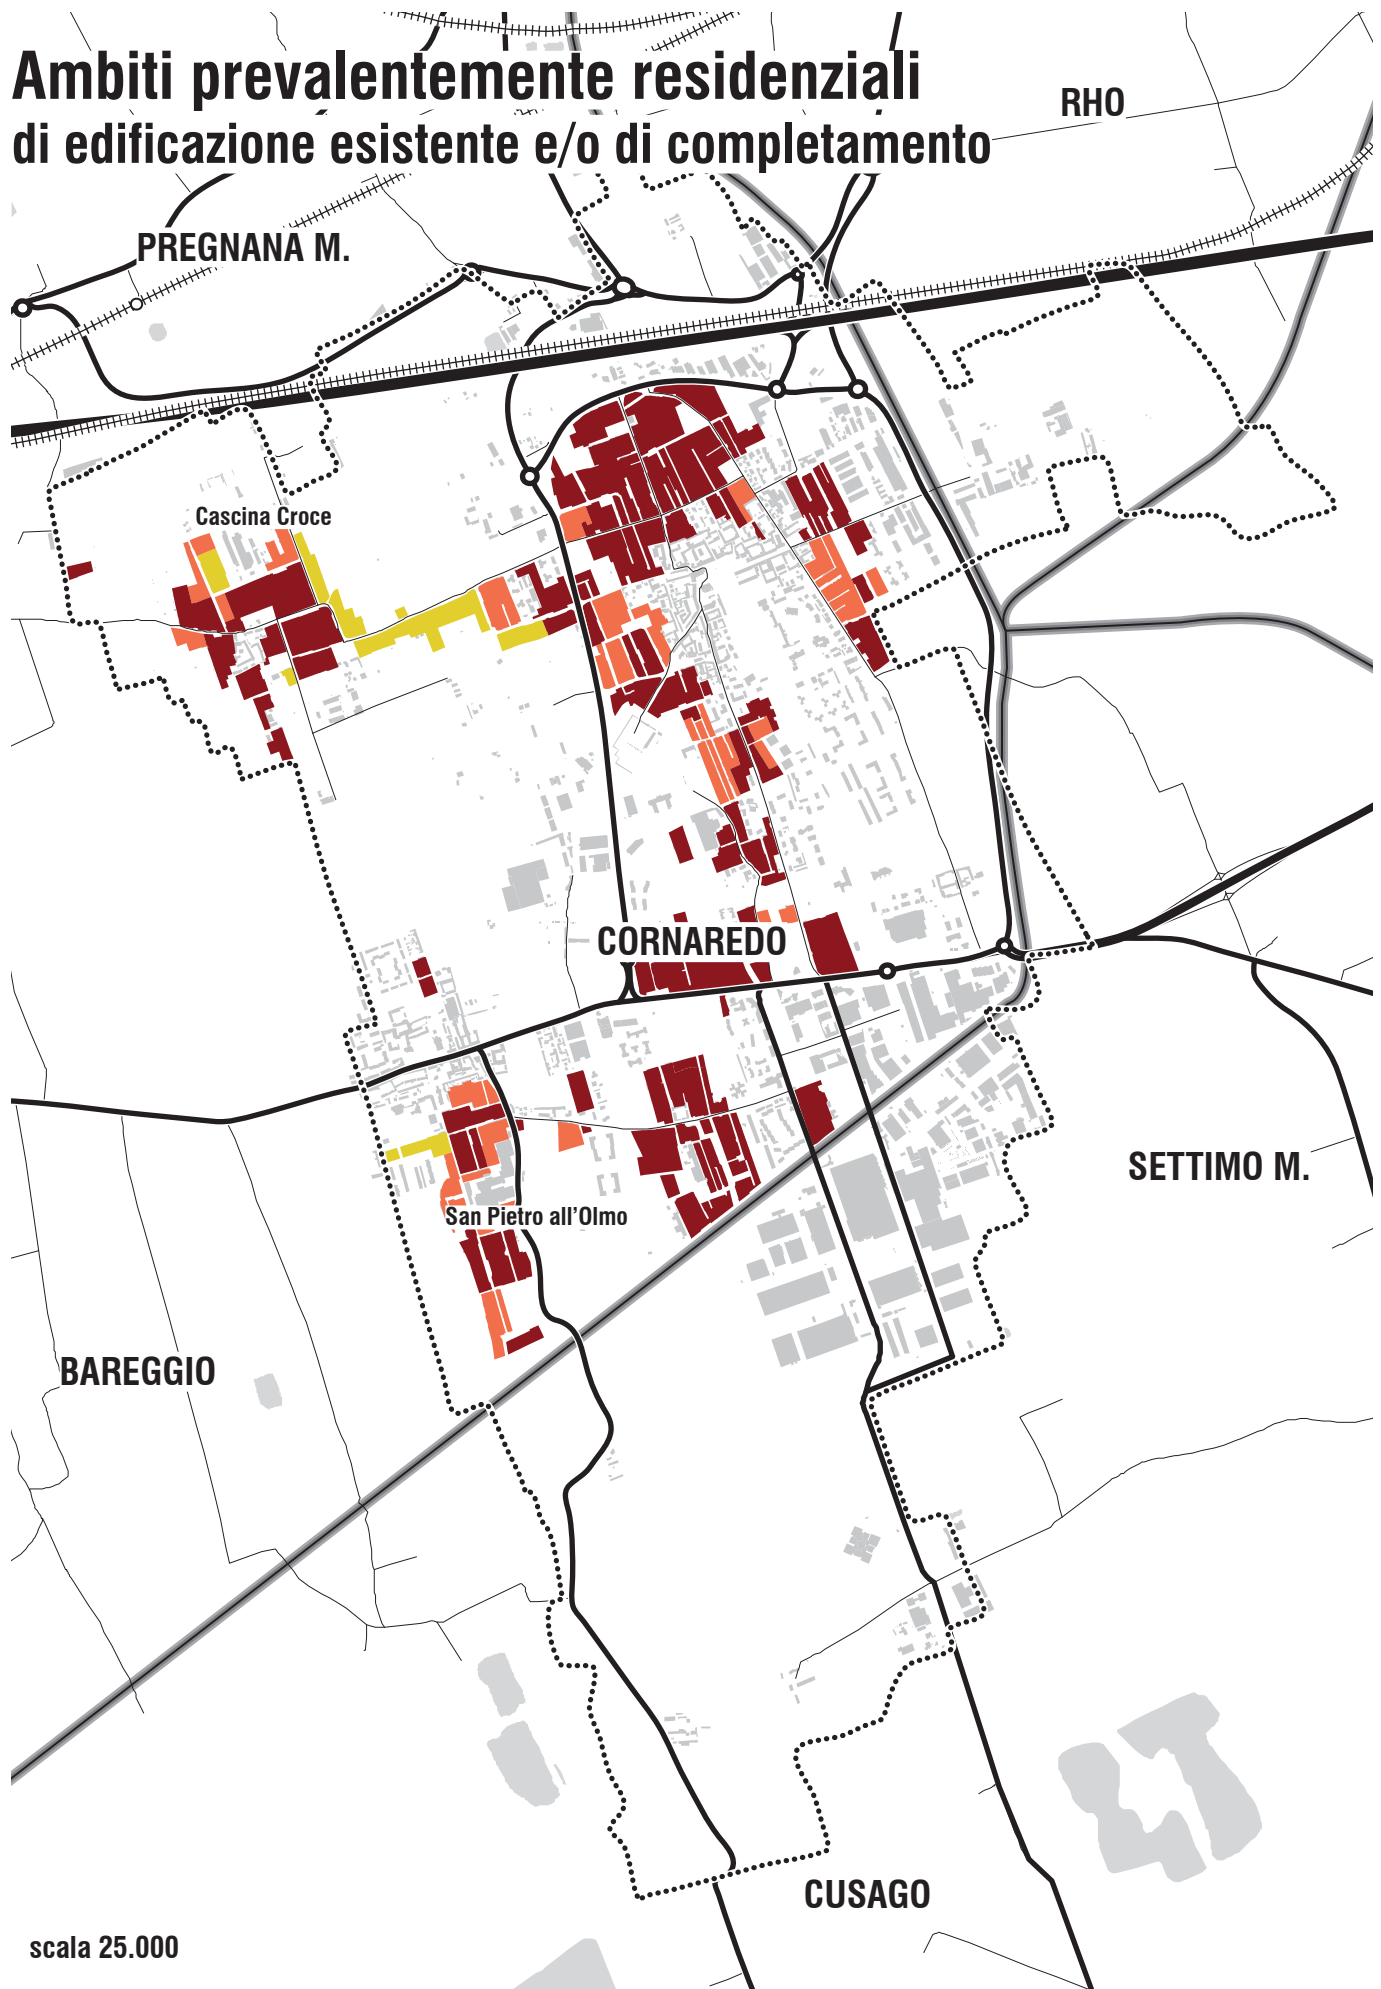 Ambiti prevalentemente residenziali
di edificazione esistente e/o di completamento
RHO
PREGNANA M.
Cascina Croce
CORNAREDO
SETTIMO M.
San Pietro all'Olmo
BAREGGIO
CUSAGO
scala 25.000